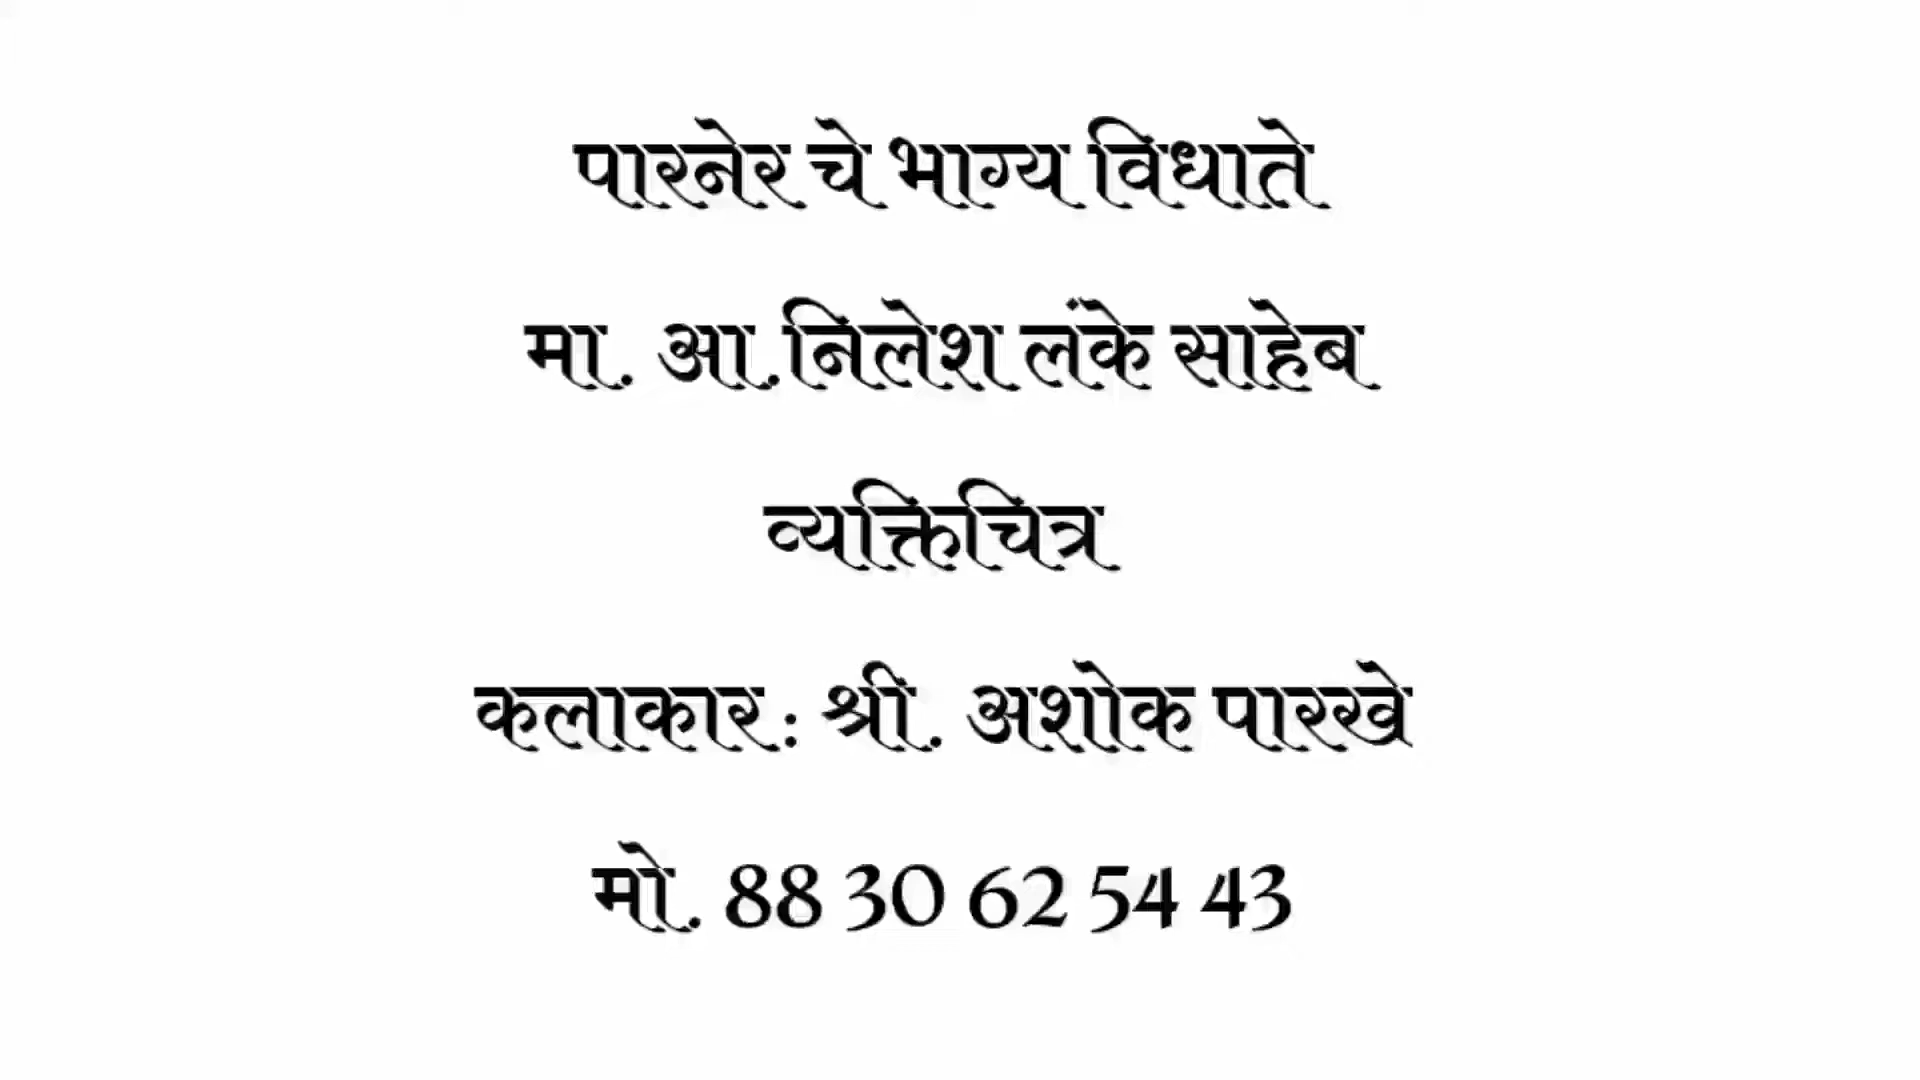 पारनेर चे भाग्य विधाते
मा. आ.निलेश लंके साहेब
व्यक्तिचित्र
कलाकार : श्री. अशोक पारखे
मो. 88 30 62 54 43